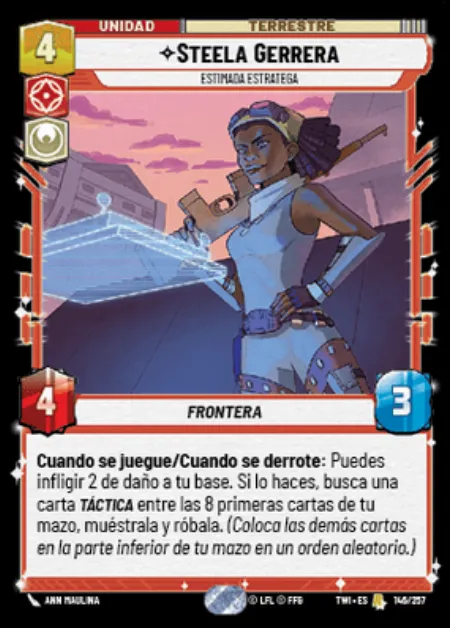 UNIDAD
TERRESTRE
4
STEELA GERRERA
ESTIMADA ESTRATEGA
4
FRONTERA
3
Cuando se juegue/Cuando se derrote: Puedes
infligir 2 de daño a tu base. Si lo haces, busca una
carta TÁCTICA entre las 8 primeras cartas de tu
mazo, muéstrala y róbala. (Coloca las demás cartas
en la parte inferior de tu mazo en un orden aleatorio.)
ANN MAULINA
© LFL © FFG
TWI • ES
146/257